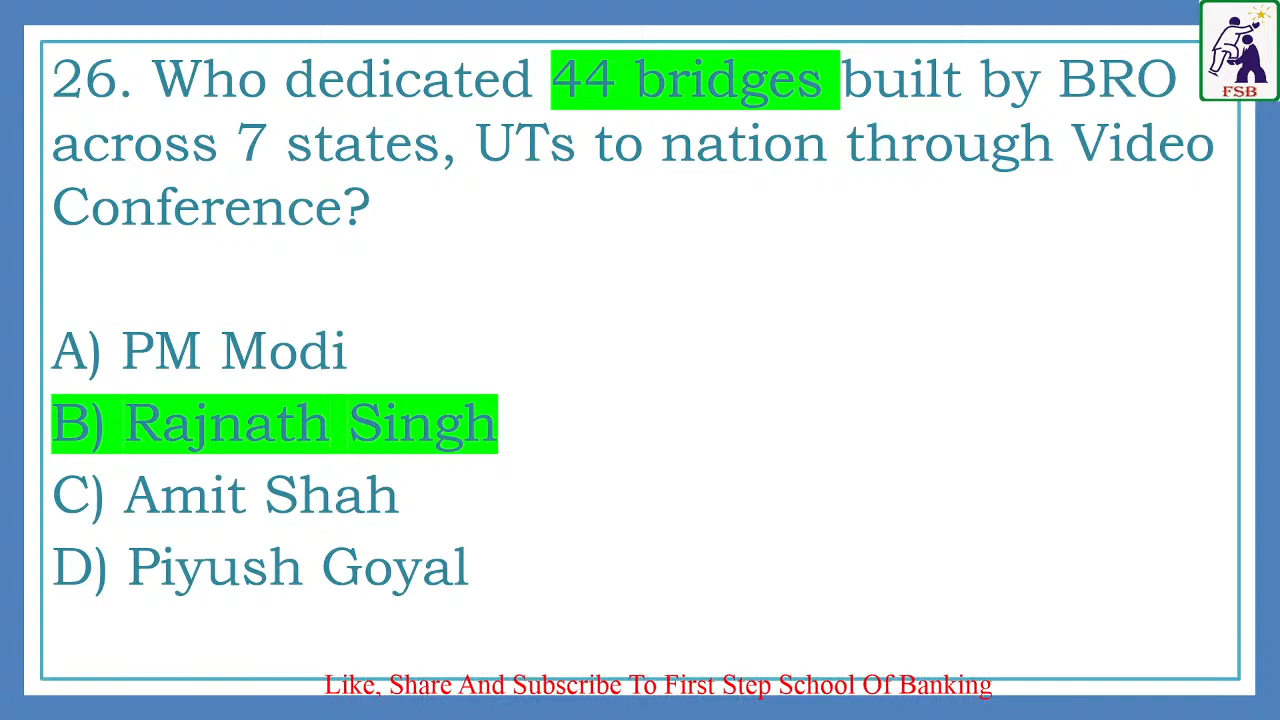 FSB
26. Who dedicated 44 bridges built by BRO
across 7 states, UTs to nation through Video
Conference?
A) PM Modi
B) Rajnath Singh
C) Amit Shah
D) Piyush Goyal
Like, Share And Subscribe To First Step School Of Banking